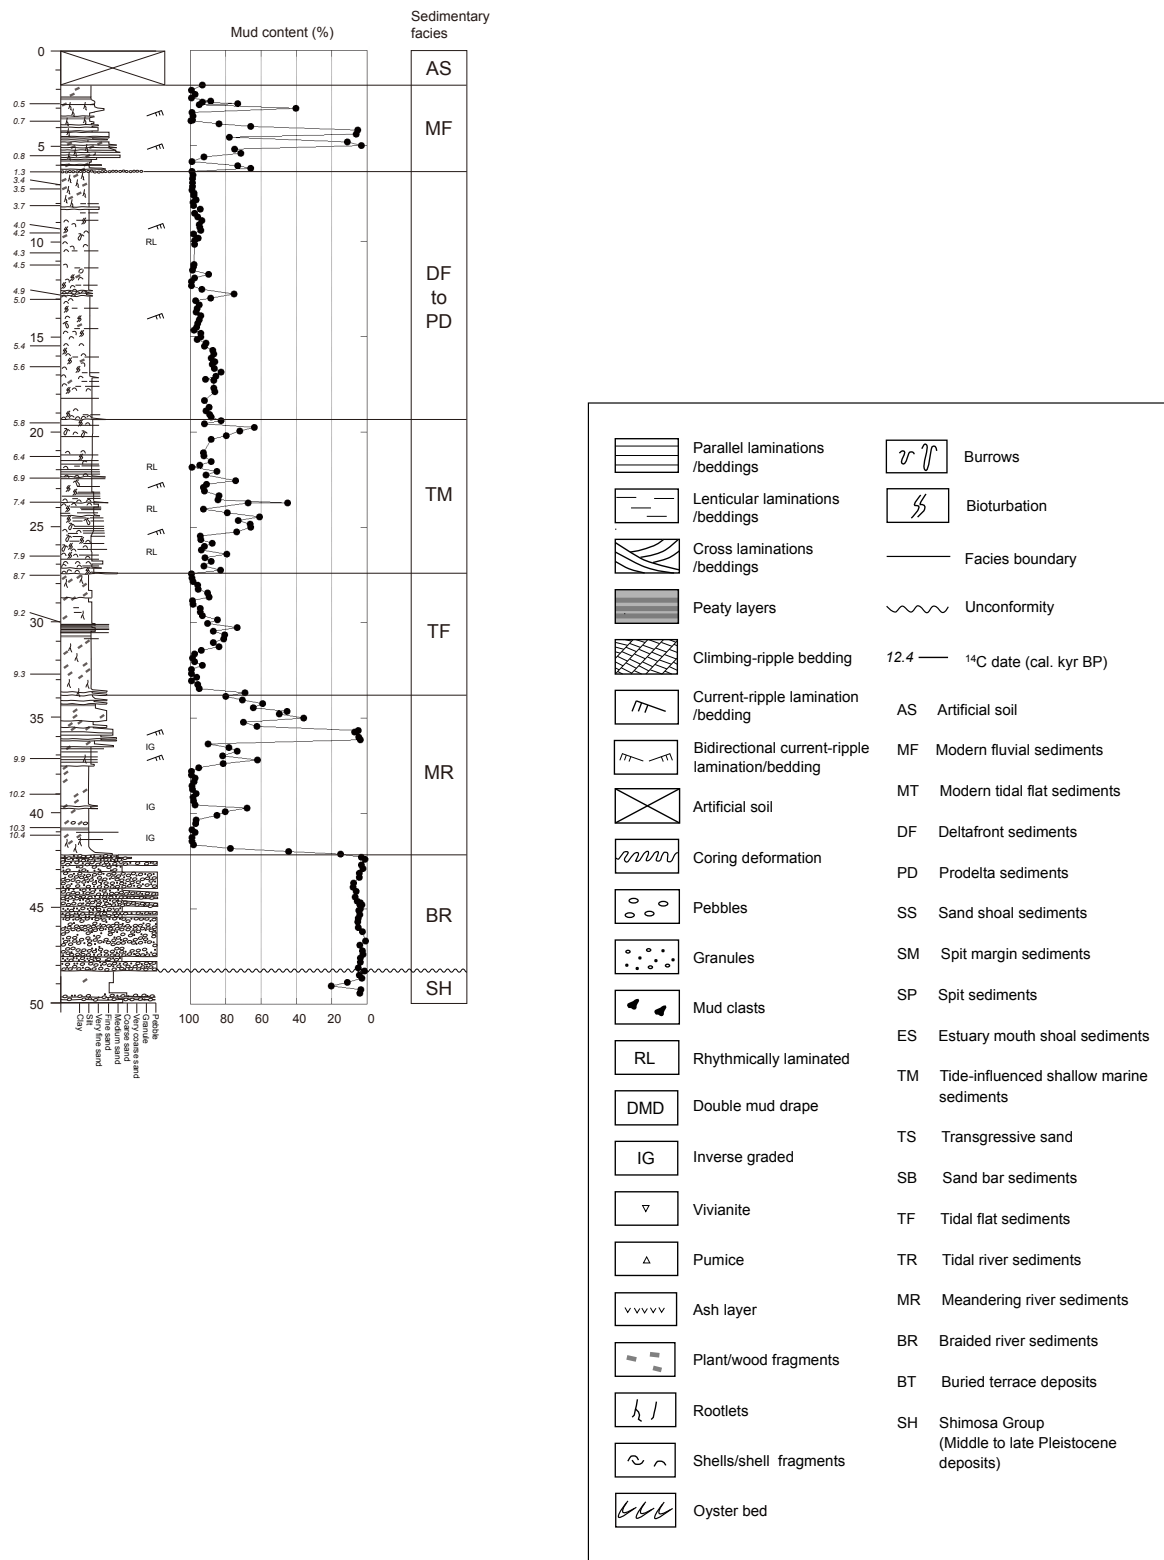 Sedimentary
facies
Mud content (%)
0
AS
0.5
0.7
MF
5
0.8
1.3
3.4
3.5
3.7
4.0
4.2
10
RL
4.3
4.5
DF
to
PD
4.9
5.0
15
5.4
5.6
5.8
20
6.4
RL
6.9
TM
7.4
RL
25
7.9
RL
8.7
9.2
30
TF
9.3
35
IG
9.9
MR
10.2
IG
40
10.3
10.4
IG
45
BR
SH
50
100 80 60 40 20 0
Clay
Silt
Very fine sand
Fine sand
Medium sand
Coarse sand
Very coarse sand
Granule
Pebble
Parallel laminations
/beddings
Lenticular laminations
/beddings
Cross laminations
/beddings
Peaty layers
Climbing-ripple bedding
Current-ripple lamination
/bedding
Bidirectional current-ripple
lamination/bedding
Artificial soil
Coring deformation
Pebbles
Granules
Mud clasts
RL Rhythmically laminated
DMD Double mud drape
IG Inverse graded
Vivianite
Pumice
Ash layer
Plant/wood fragments
Rootlets
Shells/shell fragments
Oyster bed
Burrows
Bioturbation
Facies boundary
Unconformity
12.4 14C date (cal. kyr BP)
AS Artificial soil
MF Modern fluvial sediments
MT Modern tidal flat sediments
DF Deltafront sediments
PD Prodelta sediments
SS Sand shoal sediments
SM Spit margin sediments
SP Spit sediments
ES Estuary mouth shoal sediments
TM Tide-influenced shallow marine
sediments
TS Transgressive sand
SB Sand bar sediments
TF Tidal flat sediments
TR Tidal river sediments
MR Meandering river sediments
BR Braided river sediments
BT Buried terrace deposits
SH Shimosa Group
(Middle to late Pleistocene
deposits)